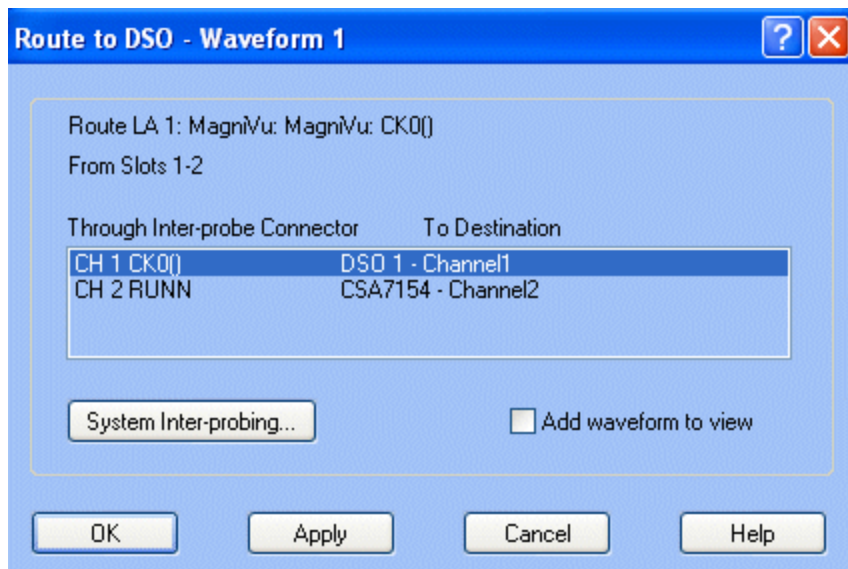 Route to DSO - Waveform 1
?
Route LA 1: MagniVu: MagniVu: CK0()
From Slots 1-2
Through Inter-probe Connector To Destination
CH 1 CK0() DSO 1 - Channel1
CH 2 RUNN CSA7154 - Channel2
System Inter-probing... Add waveform to view
OK Apply Cancel Help